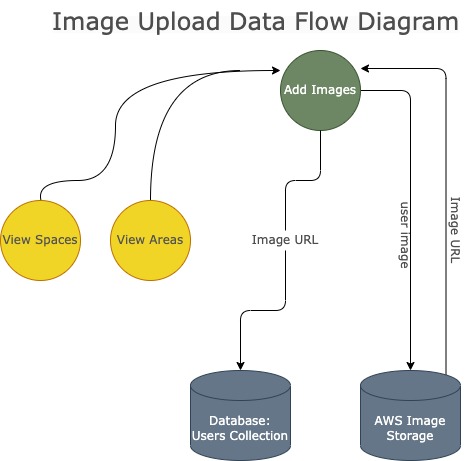 Image Upload Data Flow Diagram
Add Images
View Spaces
View Areas
Image URL
user image
Image URL
Database:
Users Collection
AWS Image
Storage